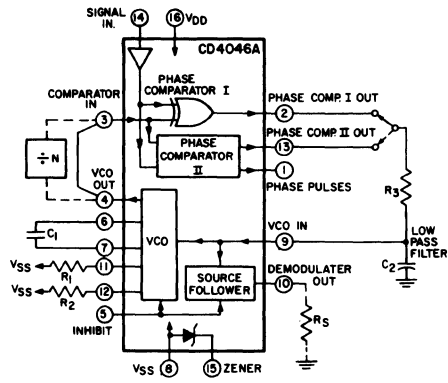 SIGNAL IN. 14
16 VDD
CD4046A
PHASE COMPARATOR I
COMPARATOR IN
3
2
PHASE COMP. I OUT
÷ N
PHASE COMPARATOR II
13
PHASE COMP. II OUT
1
PHASE PULSES
VCO OUT
4
R3
6
C1
7
VCO
VCO IN
9
LOW PASS FILTER
C2
VSS
R1
11
SOURCE FOLLOWER
DEMODULATER OUT
10
VSS
R2
12
5
INHIBIT
RS
VSS 8
15 ZENER